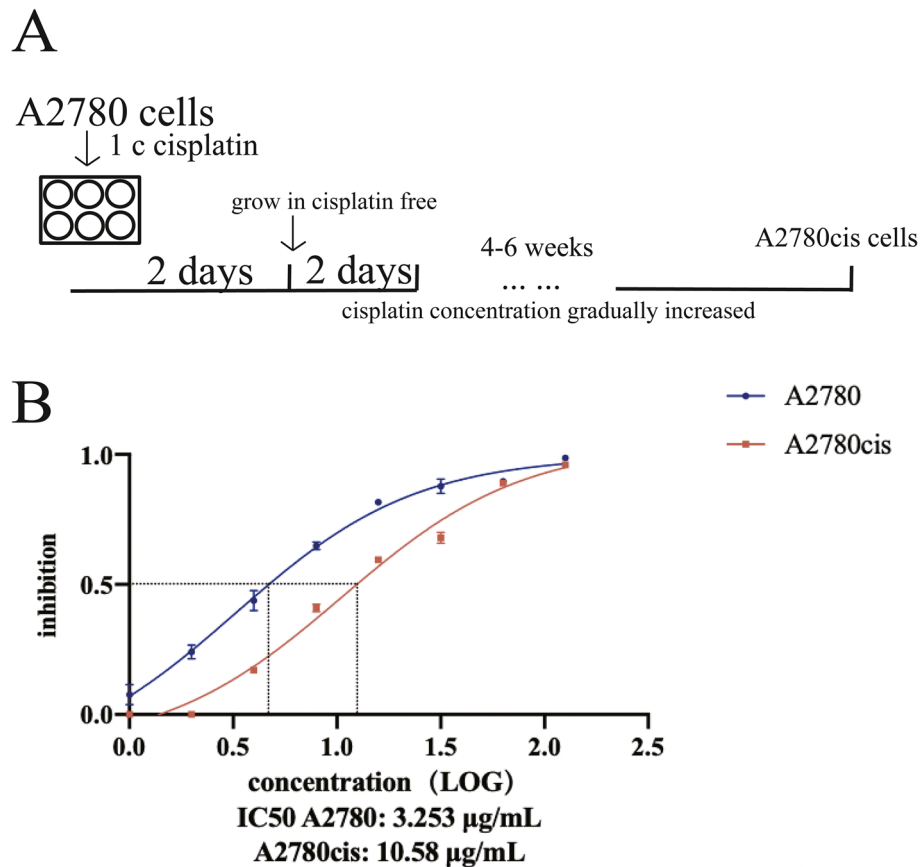 A
A2780 cells
1 c cisplatin
grow in cisplatin free
2 days
2 days
4-6 weeks
... ...
A2780cis cells
cisplatin concentration gradually increased
B
A2780
A2780cis
1.0
0.5
0.0
inhibition
0.0 0.5 1.0 1.5 2.0 2.5
concentration（LOG）
IC50 A2780: 3.253 μg/mL
A2780cis: 10.58 μg/mL